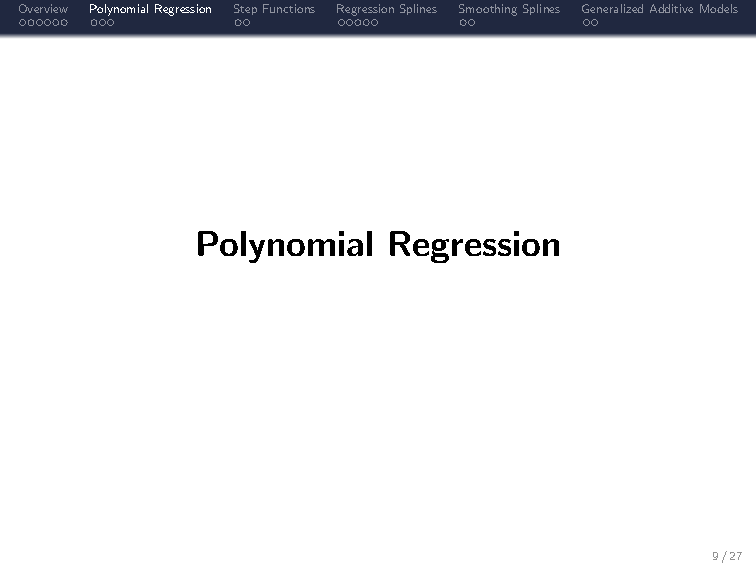 Overview Polynomial Regression Step Functions Regression Splines Smoothing Splines Generalized Additive Models
Polynomial Regression
9 / 27